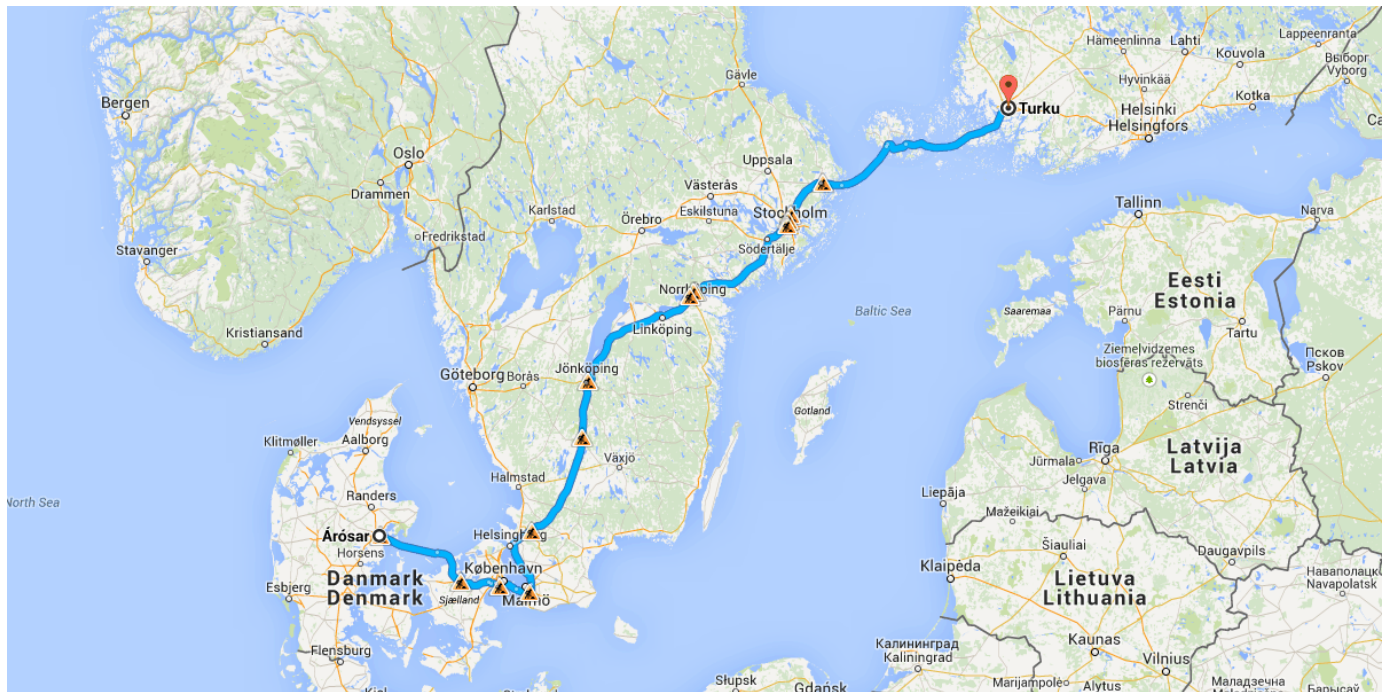 Hämeenlinna
Lahti
Kouvola
Lappeenranta
Выборг
Vyborg
Gävle
Hyvinkää
Bergen
Turku
Helsinki
Helsingfors
Kotka
Oslo
Uppsala
Drammen
Västerås
Karlstad
Örebro
Eskilstuna
Stockholm
Tallinn
Narva
Stavanger
Fredrikstad
Södertälje
Norrköping
Eesti
Estonia
Linköping
Baltic Sea
Saaremaa
Pärnu
Tartu
Kristiansand
Ziemeļvidzemes
biosfēras rezervāts
Псков
Pskov
Jönköping
Göteborg
Borås
Strenči
Gotland
Vendsyssel
Klitmøller
Aalborg
Rīga
Latvija
Latvia
Växjö
Jūrmala
Jelgava
Halmstad
Liepāja
North Sea
Randers
Mažeikiai
Árósar
Helsingborg
Horsens
Šiauliai
Daugavpils
København
Klaipėda
Danmark
Denmark
Lietuva
Lithuania
Наваполацк
Navapolatsk
Esbjerg
Sjælland
Malmö
Калининград
Kaliningrad
Kaunas
Flensburg
Vilnius
Słupsk
Gdańsk
Marijampolė
Alytus
Маладзечна
Барысаў
Kiel